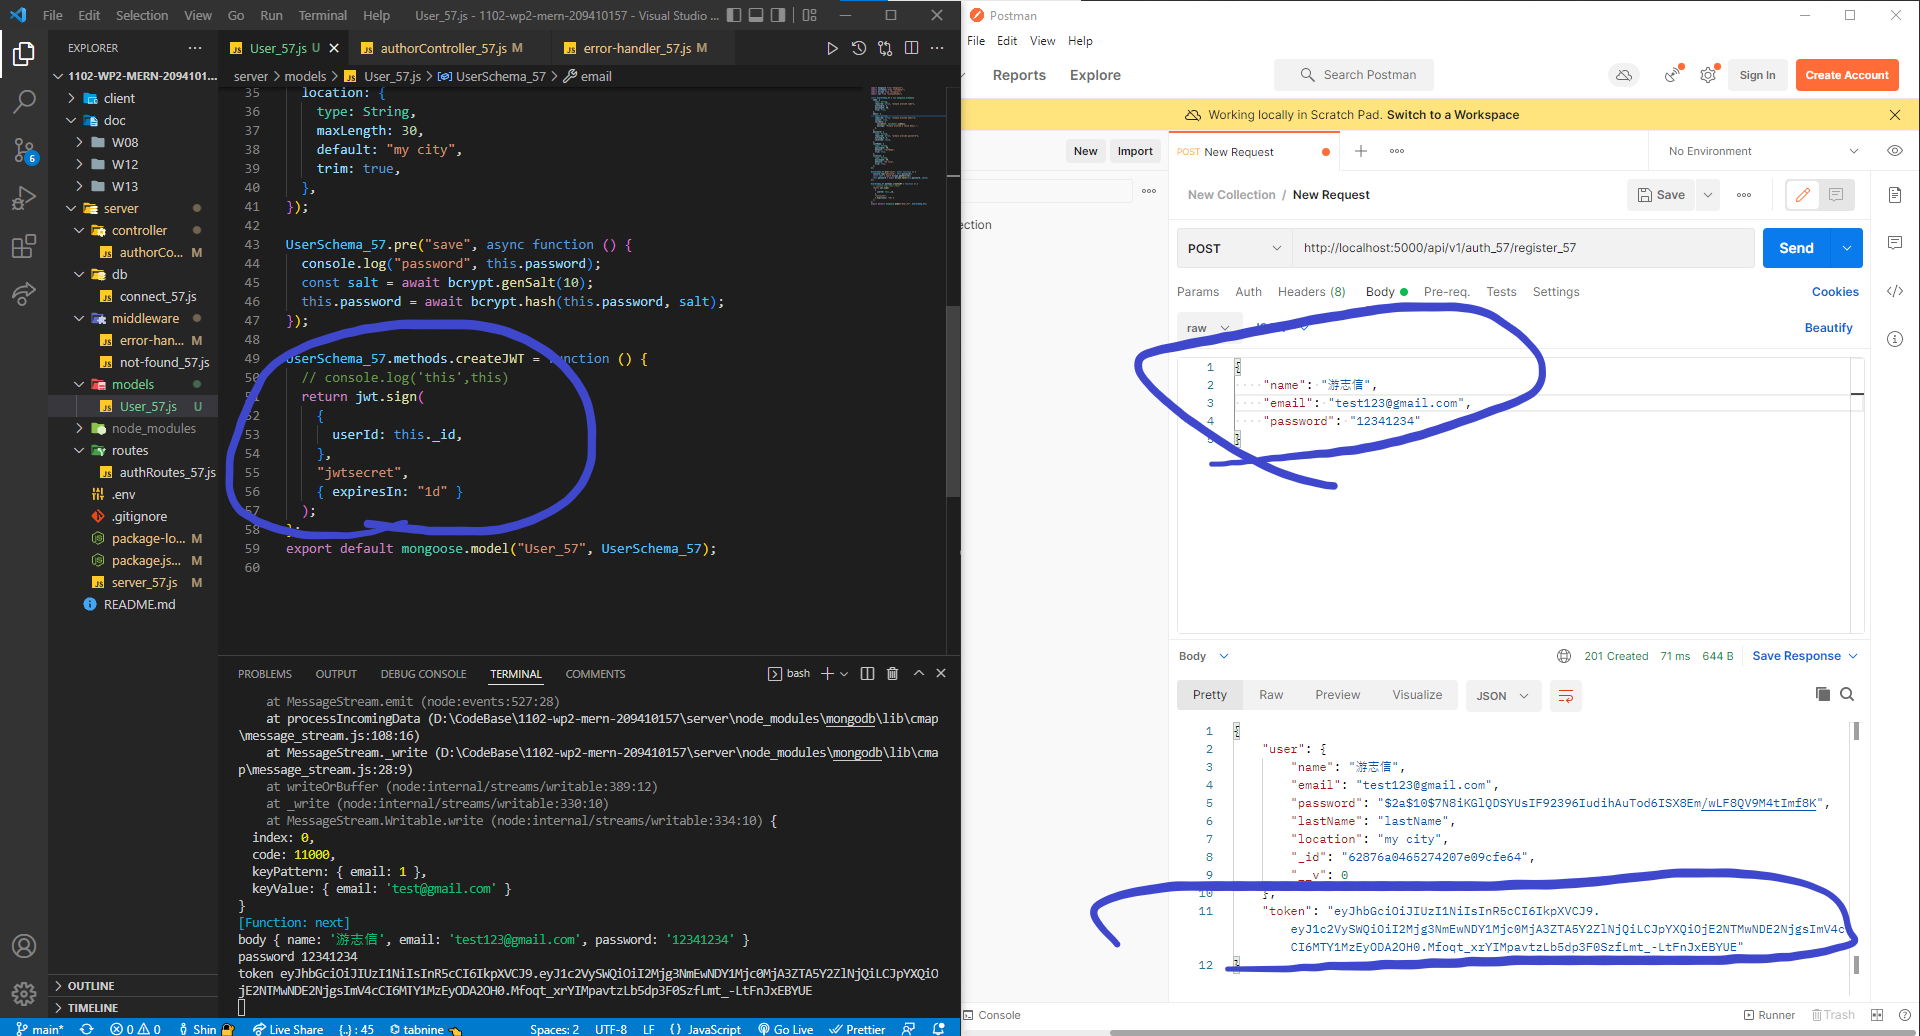 File Edit Selection View Go Run Terminal Help User_57.js - 1102-wp2-mern-209410157 - Visual Studio ...
EXPLORER ...
1102-WP2-MERN-2094101...
client
doc
W08
W12
W13
server
controller
authorCo... M
db
connect_57.js
middleware
error-han... M
not-found_57.js
models
User_57.js U
node_modules
routes
authRoutes_57.js
.env
.gitignore
package-lo... M
package.js... M
server_57.js M
README.md
OUTLINE
TIMELINE
6
User_57.js U
authorController_57.js M
error-handler_57.js M
server > models > User_57.js > UserSchema_57 > email
35 location: {
36 type: String,
37 maxLength: 30,
38 default: "my city",
39 trim: true,
40 },
41 });
42
43 UserSchema_57.pre("save", async function () {
44 console.log("password", this.password);
45 const salt = await bcrypt.genSalt(10);
46 this.password = await bcrypt.hash(this.password, salt);
47 });
48
49 UserSchema_57.methods.createJWT = function () {
50 // console.log('this',this)
51 return jwt.sign(
52 {
53 userId: this._id,
54 },
55 "jwtsecret",
56 { expiresIn: "1d" }
57 );
58 };
59 export default mongoose.model("User_57", UserSchema_57);
60
PROBLEMS OUTPUT DEBUG CONSOLE TERMINAL COMMENTS bash
at MessageStream.emit (node:events:527:28)
at processIncomingData (D:\CodeBase\1102-wp2-mern-209410157\server\node_modules\mongodb\lib\cmap
\message_stream.js:108:16)
at MessageStream._write (D:\CodeBase\1102-wp2-mern-209410157\server\node_modules\mongodb\lib\cma
p\message_stream.js:28:9)
at writeOrBuffer (node:internal/streams/writable:389:12)
at _write (node:internal/streams/writable:330:10)
at MessageStream.Writable.write (node:internal/streams/writable:334:10) {
index: 0,
code: 11000,
keyPattern: { email: 1 },
keyValue: { email: 'test@gmail.com' }
}
[Function: next]
body { name: '游志信', email: 'test123@gmail.com', password: '12341234' }
password 12341234
token eyJhbGciOiJIUzI1NiIsInR5cCI6IkpXVCJ9.eyJ1c2VySWQiOiI2Mjg3NmEwNDY1Mjc0MjA3ZTA5Y2ZlNjQiLCJpYXQiO
jE2NTMwNDE2NjgsImV4cCI6MTY1MzEyODA2OH0.Mfoqt_xrYIMpavtzLb5dp3F0SzfLmt_-LtFnJxEBYUE
main* 0 0 Shin Live Share {..} : 45 tabnine Spaces: 2 UTF-8 LF {} JavaScript Go Live Prettier
Postman
File Edit View Help
Reports Explore Search Postman Sign In Create Account
Working locally in Scratch Pad. Switch to a Workspace
New Import POST New Request No Environment
ection
New Collection / New Request Save
POST http://localhost:5000/api/v1/auth_57/register_57 Send
Params Auth Headers (8) Body Pre-req. Tests Settings Cookies
raw Beautify
1 {
2 "name": "游志信",
3 "email": "test123@gmail.com",
4 "password": "12341234"
5 }
Body 201 Created 71 ms 644 B Save Response
Pretty Raw Preview Visualize JSON
1 {
2 "user": {
3 "name": "游志信",
4 "email": "test123@gmail.com",
5 "password": "$2a$10$7N8iKGlQDSYUsIF92396IudihAuTod6ISX8Em/wLF8QV9M4tImf8K",
6 "lastName": "lastName",
7 "location": "my city",
8 "_id": "62876a0465274207e09cfe64",
9 "__v": 0
10 },
11 "token": "eyJhbGciOiJIUzI1NiIsInR5cCI6IkpXVCJ9.
eyJ1c2VySWQiOiI2Mjg3NmEwNDY1Mjc0MjA3ZTA5Y2ZlNjQiLCJpYXQiOjE2NTMwNDE2NjgsImV4c
CI6MTY1MzEyODA2OH0.Mfoqt_xrYIMpavtzLb5dp3F0SzfLmt_-LtFnJxEBYUE"
12 }
Console Runner Trash